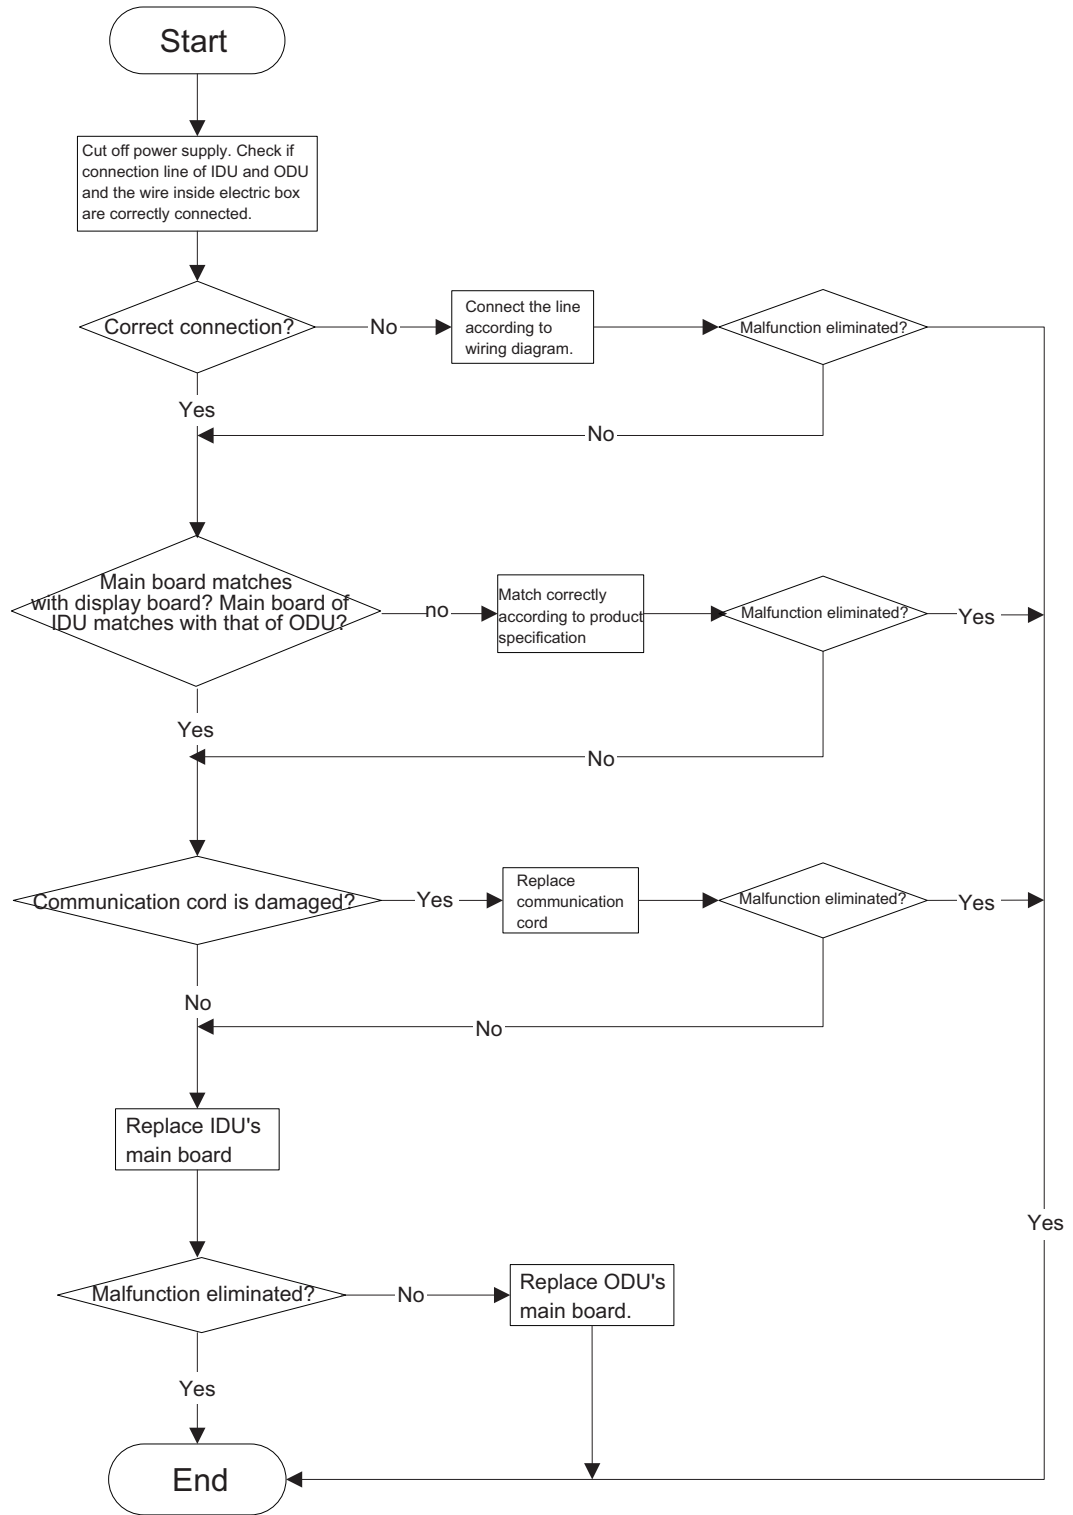 Start
Cut off power supply. Check if
connection line of IDU and ODU
and the wire inside electric box
are correctly connected.
Correct connection?
No
Connect the line
according to
wiring diagram.
Malfunction eliminated?
Yes
No
Main board matches
with display board? Main board of
IDU matches with that of ODU?
no
Match correctly
according to product
specification
Malfunction eliminated?
Yes
Yes
No
Communication cord is damaged?
Yes
Replace
communication
cord
Malfunction eliminated?
Yes
No
No
Replace IDU's
main board
Yes
Malfunction eliminated?
No
Replace ODU's
main board.
Yes
End